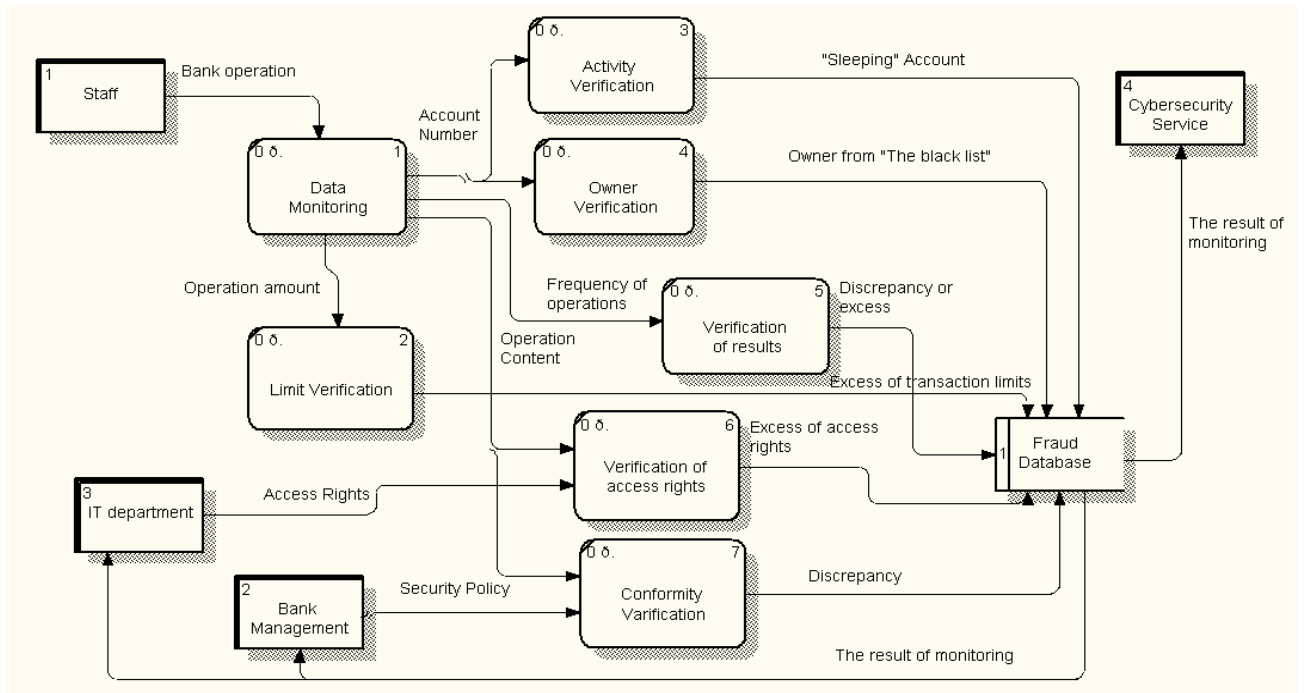 1
Staff
Bank operation
0 ð.
1
Data
Monitoring
Account
Number
0 ð.
3
Activity
Verification
"Sleeping" Account
4
Cybersecurity
Service
0 ð.
4
Owner
Verification
Owner from "The black list"
The result of
monitoring
Operation amount
Frequency of
operations
0 ð.
5
Verification
of results
Discrepancy or
excess
Operation
Content
0 ð.
2
Limit Verification
Excess of transaction limits
0 ð.
6
Verification of
access rights
Excess of access
rights
1
Fraud
Database
3
IT department
Access Rights
0 ð.
7
Conformity
Varification
Discrepancy
2
Bank
Management
Security Policy
The result of monitoring